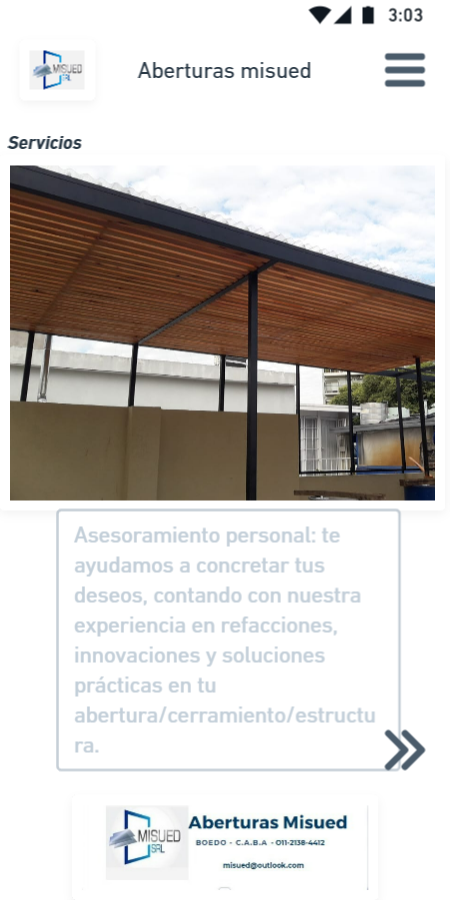 3:03
MISUED
SRL
Aberturas misued
Servicios
Asesoramiento personal: te
ayudamos a concretar tus
deseos, contando con nuestra
experiencia en refacciones,
innovaciones y soluciones
prácticas en tu
abertura/cerramiento/estructu
ra.
MISUED
SRL
Aberturas Misued
BOEDO - C.A.B.A - 011-2138-4412
misued@outlook.com